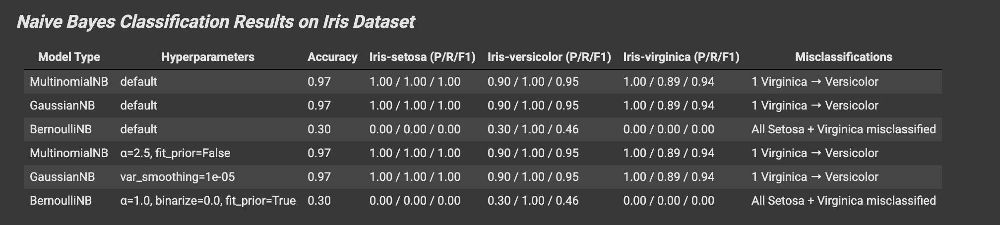 Naive Bayes Classification Results on Iris Dataset
Model Type Hyperparameters Accuracy Iris-setosa (P/R/F1) Iris-versicolor (P/R/F1) Iris-virginica (P/R/F1) Misclassifications
MultinomialNB default 0.97 1.00 / 1.00 / 1.00 0.90 / 1.00 / 0.95 1.00 / 0.89 / 0.94 1 Virginica → Versicolor
GaussianNB default 0.97 1.00 / 1.00 / 1.00 0.90 / 1.00 / 0.95 1.00 / 0.89 / 0.94 1 Virginica → Versicolor
BernoulliNB default 0.30 0.00 / 0.00 / 0.00 0.30 / 1.00 / 0.46 0.00 / 0.00 / 0.00 All Setosa + Virginica misclassified
MultinomialNB α=2.5, fit_prior=False 0.97 1.00 / 1.00 / 1.00 0.90 / 1.00 / 0.95 1.00 / 0.89 / 0.94 1 Virginica → Versicolor
GaussianNB var_smoothing=1e-05 0.97 1.00 / 1.00 / 1.00 0.90 / 1.00 / 0.95 1.00 / 0.89 / 0.94 1 Virginica → Versicolor
BernoulliNB α=1.0, binarize=0.0, fit_prior=True 0.30 0.00 / 0.00 / 0.00 0.30 / 1.00 / 0.46 0.00 / 0.00 / 0.00 All Setosa + Virginica misclassified